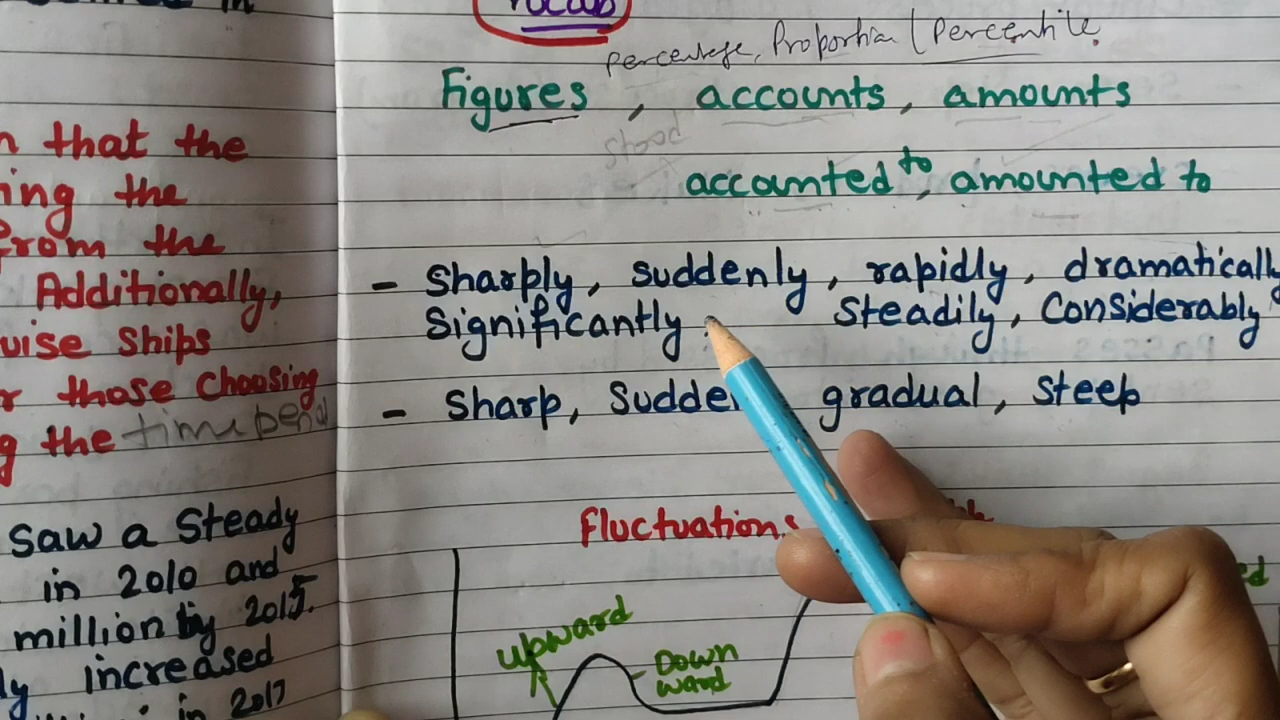 n that the
ing the
from the
Additionally,
uise ships
r those choosing
g the time period
saw a steady
in 2010 and
million by 2015.
ly increased
in 2017
Vocab
percentage, Proportion ( Percentile.
Figures, accounts, amounts
stood
accounted to, amounted to
- Sharply, suddenly, rapidly, dramatically
Significantly steadily, Considerably
- Sharp, Sudden gradual, steep
Fluctuations
upward
Down
ward